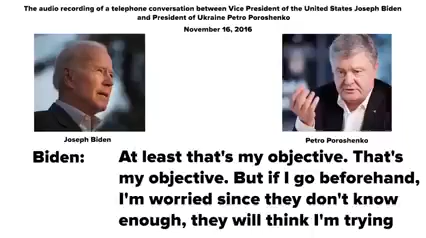 The audio recording of a telephone conversation between Vice President of the United States Joseph Biden
and President of Ukraine Petro Poroshenko
November 16, 2016
Joseph Biden
Petro Poroshenko
Biden:
At least that's my objective. That's
my objective. But if I go beforehand,
I'm worried since they don't know
enough, they will think I'm trying